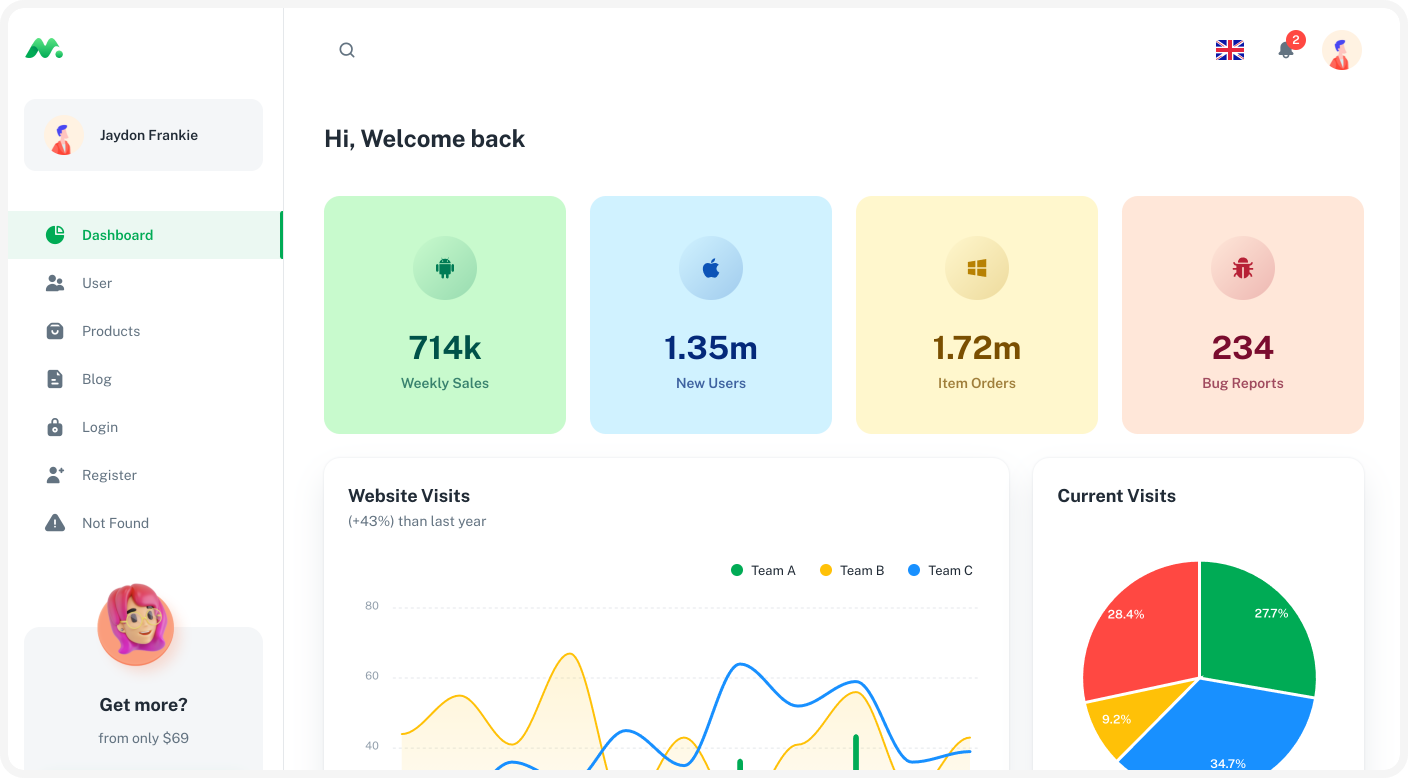 2
Jaydon Frankie
Hi, Welcome back
Dashboard
User
Products
Blog
Login
Register
Not Found
Get more?
from only $69
714k
Weekly Sales
1.35m
New Users
1.72m
Item Orders
234
Bug Reports
Website Visits
(+43%) than last year
Team A
Team B
Team C
80
60
40
Current Visits
28.4%
27.7%
9.2%
34.7%